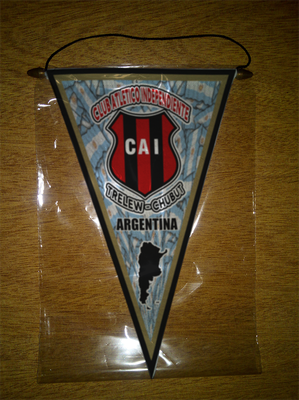 CLUB ATLETICO INDEPENDIENTE
CAI
TRELEW - CHUBUT
ARGENTINA